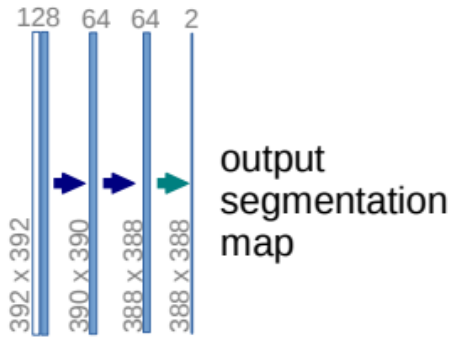 128 64 64 2
output
segmentation
map
392 x 392
390 x 390
388 x 388
388 x 388